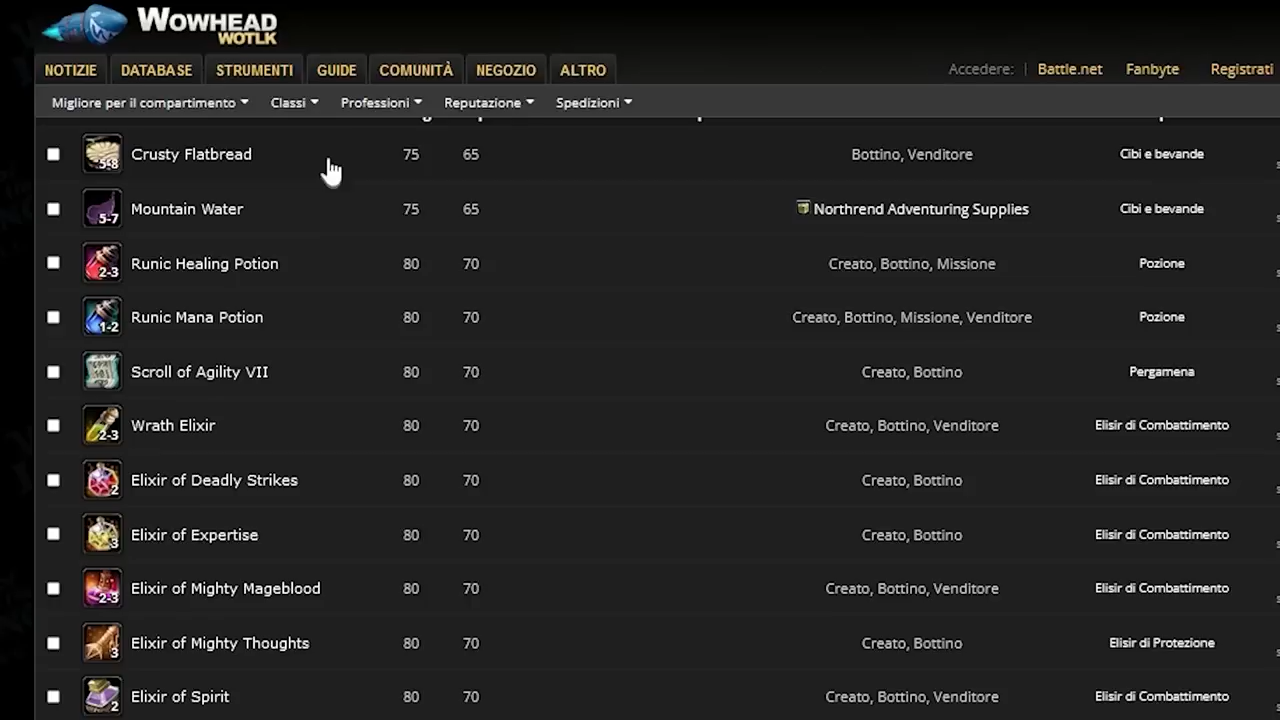 WOWHEAD
WOTLK
NOTIZIE DATABASE STRUMENTI GUIDE COMUNITÀ NEGOZIO ALTRO Accedere: | Battle.net Fanbyte Registrati
Migliore per il compartimento Classi Professioni Reputazione Spedizioni
5-8 Crusty Flatbread 75 65 Bottino, Venditore Cibi e bevande
5-7 Mountain Water 75 65 Northrend Adventuring Supplies Cibi e bevande
2-3 Runic Healing Potion 80 70 Creato, Bottino, Missione Pozione
1-2 Runic Mana Potion 80 70 Creato, Bottino, Missione, Venditore Pozione
Scroll of Agility VII 80 70 Creato, Bottino Pergamena
2-3 Wrath Elixir 80 70 Creato, Bottino, Venditore Elisir di Combattimento
2 Elixir of Deadly Strikes 80 70 Creato, Bottino Elisir di Combattimento
3 Elixir of Expertise 80 70 Creato, Bottino Elisir di Combattimento
2-3 Elixir of Mighty Mageblood 80 70 Creato, Bottino, Venditore Elisir di Combattimento
3 Elixir of Mighty Thoughts 80 70 Creato, Bottino Elisir di Protezione
2 Elixir of Spirit 80 70 Creato, Bottino, Venditore Elisir di Combattimento